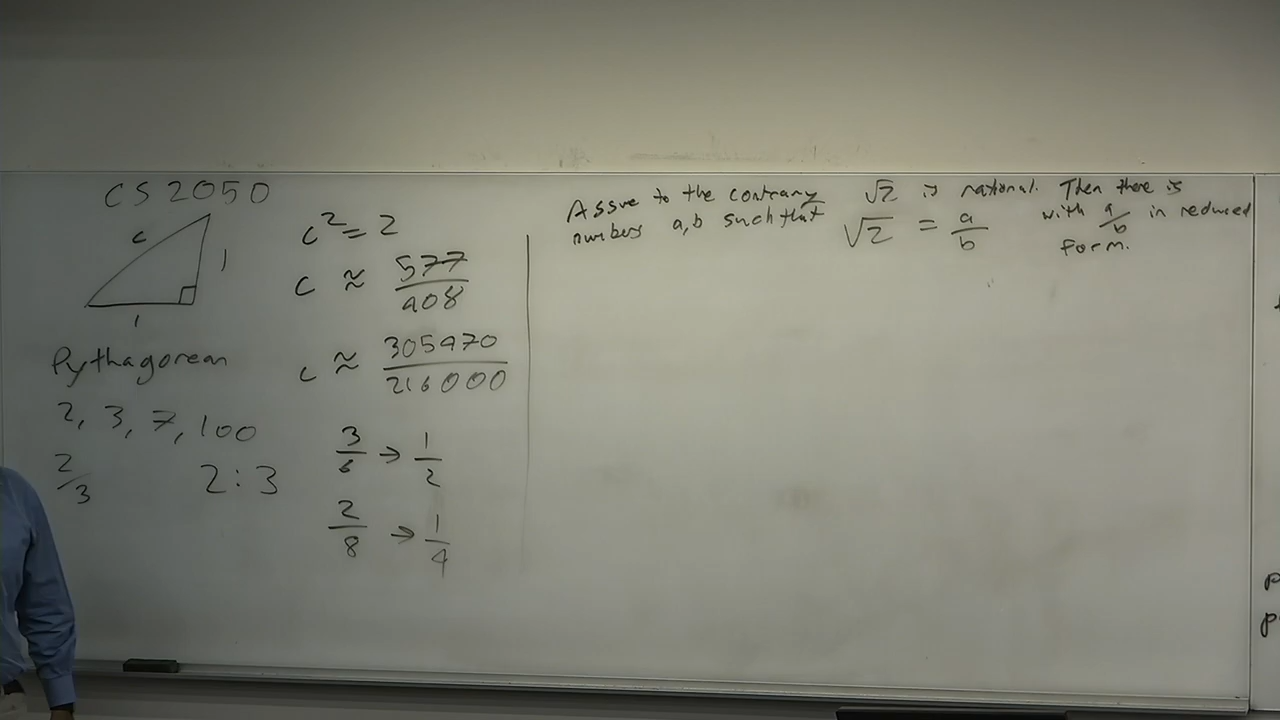 CS 2050
c
1
1
Pythagorean
2, 3, 7, 100
2/3 2:3
c² = 2
c ≈ 577/408
c ≈ 305470/216000
3/6 → 1/2
2/8 → 1/4
Assue to the contrary √2 is rational. Then there is
numbers a,b such that √2 = a/b with a/b in reduced
form.
p
p